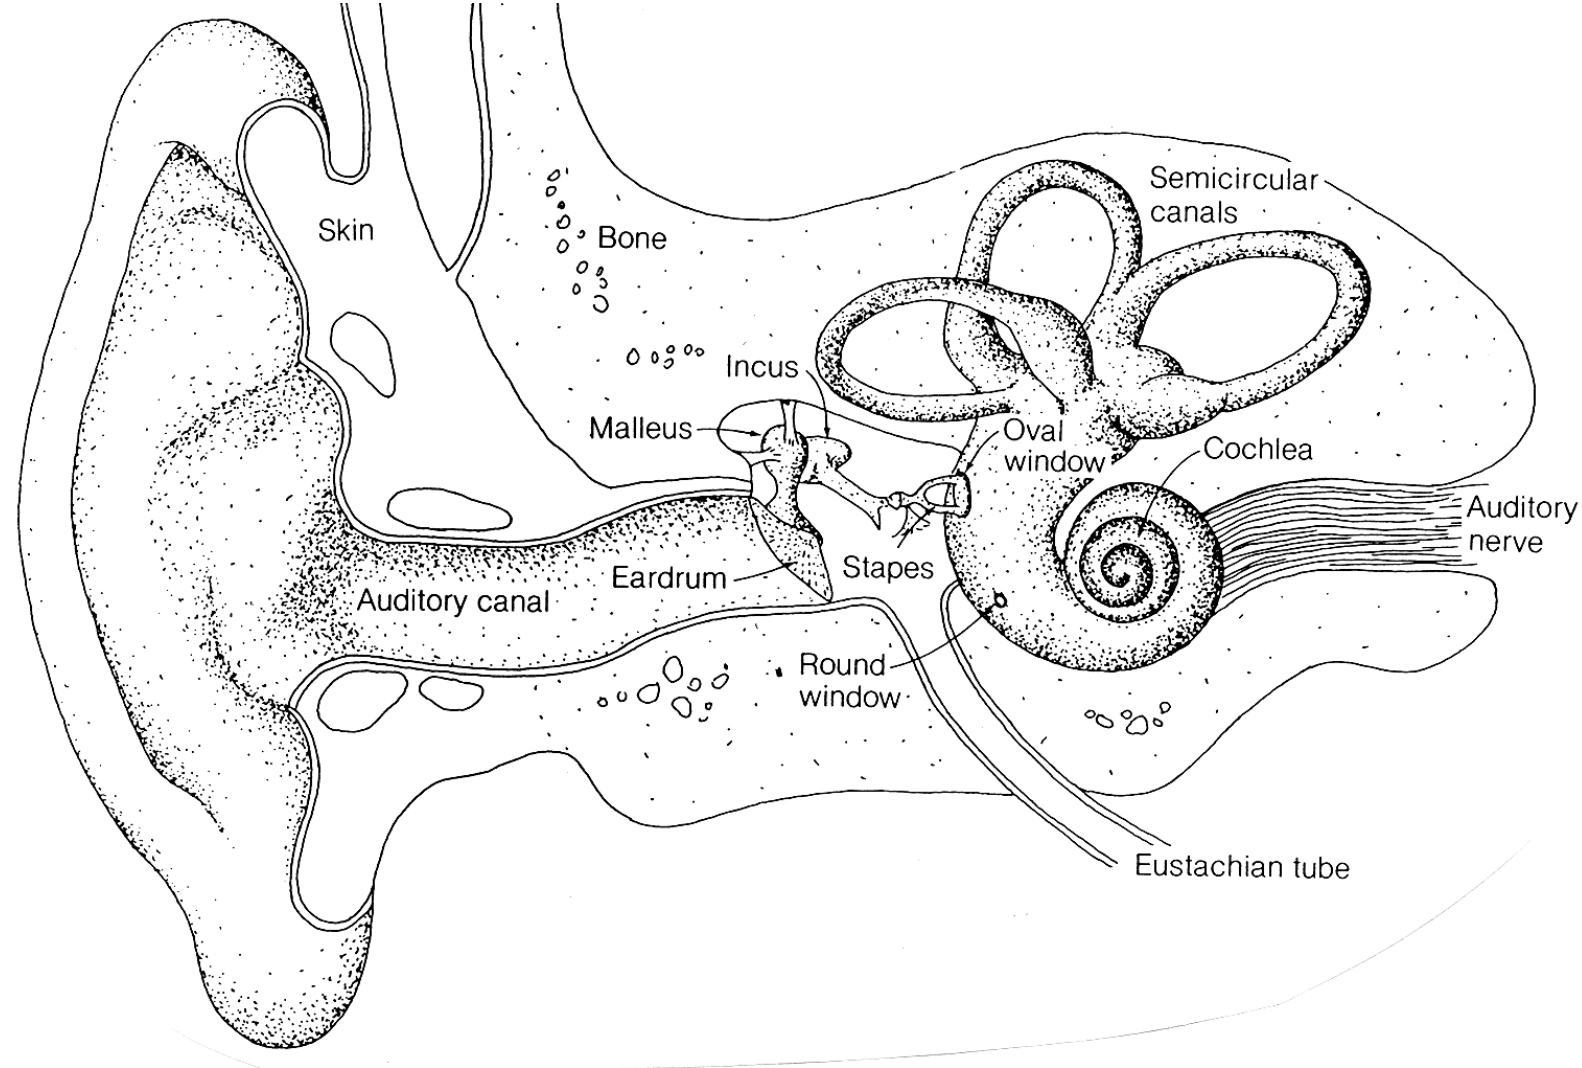 Semicircular
canals
Skin
Bone
Incus
Malleus
Oval
window
Cochlea
Auditory
nerve
Stapes
Eardrum
Auditory canal
Round
window
Eustachian tube